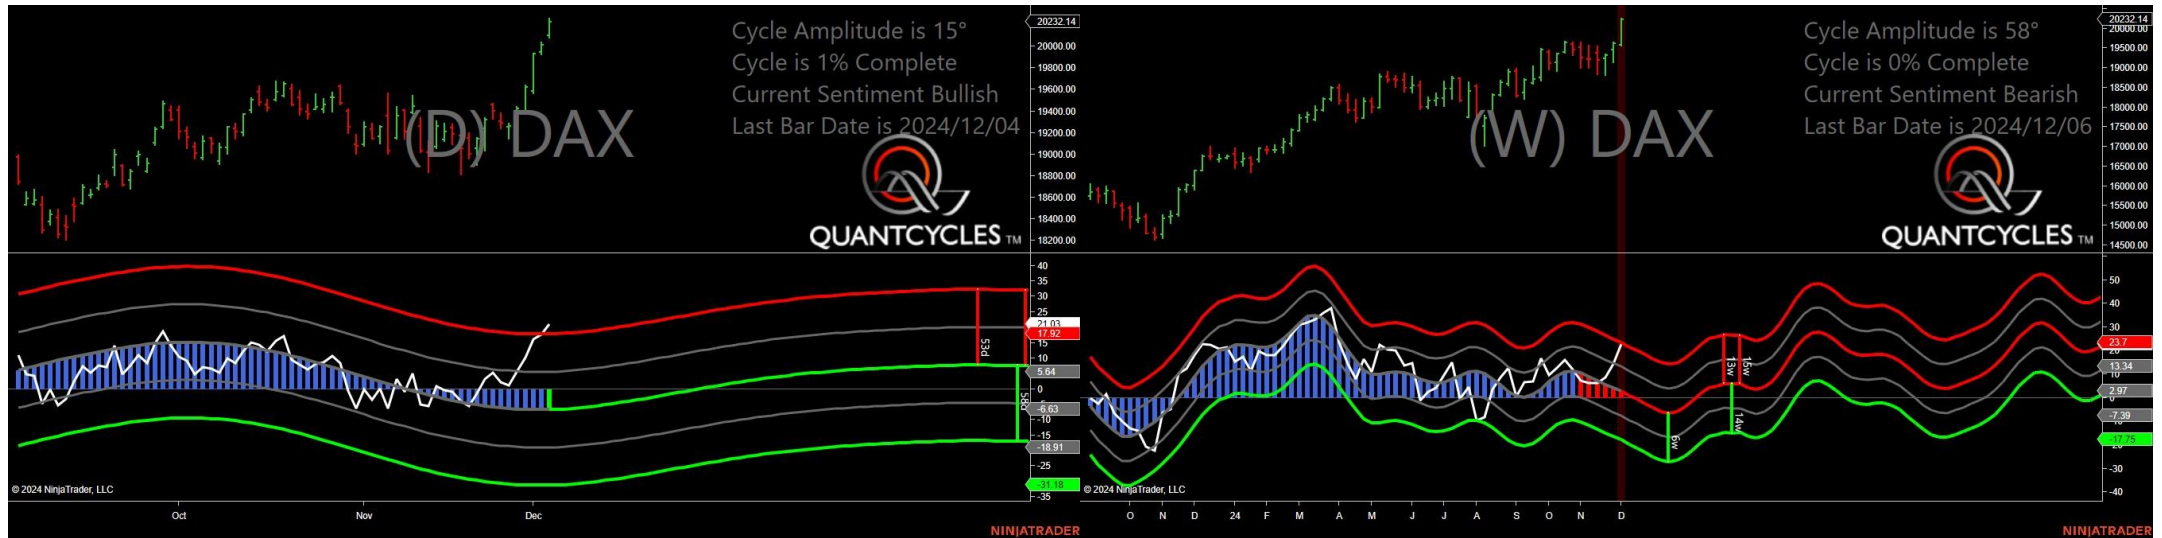 Cycle Amplitude is 15°
Cycle is 1% Complete
Current Sentiment Bullish
Last Bar Date is 2024/12/04
(D) DAX
QUANTCYCLES TM
20232.14
20000.00
19800.00
19600.00
19400.00
19200.00
19000.00
18800.00
18600.00
18400.00
18200.00
40
35
30
25
21.03
17.92
15
10
5.64
0
-6.63
-10
-15
-18.91
-25
-31.18
-35
53d
© 2024 NinjaTrader, LLC
Oct
Nov
Dec
NINJATRADER
Cycle Amplitude is 58°
Cycle is 0% Complete
Current Sentiment Bearish
Last Bar Date is 2024/12/06
(W) DAX
QUANTCYCLES TM
20232.14
20000.00
19500.00
19000.00
18500.00
18000.00
17500.00
17000.00
16500.00
16000.00
15500.00
15000.00
14500.00
50
40
30
23.7
13.34
2.97
-7.39
-17.75
-30
-40
13w
15w
14w
6w
© 2024 NinjaTrader, LLC
O N D 24 F M A M J J A S O N D
NINJATRADER